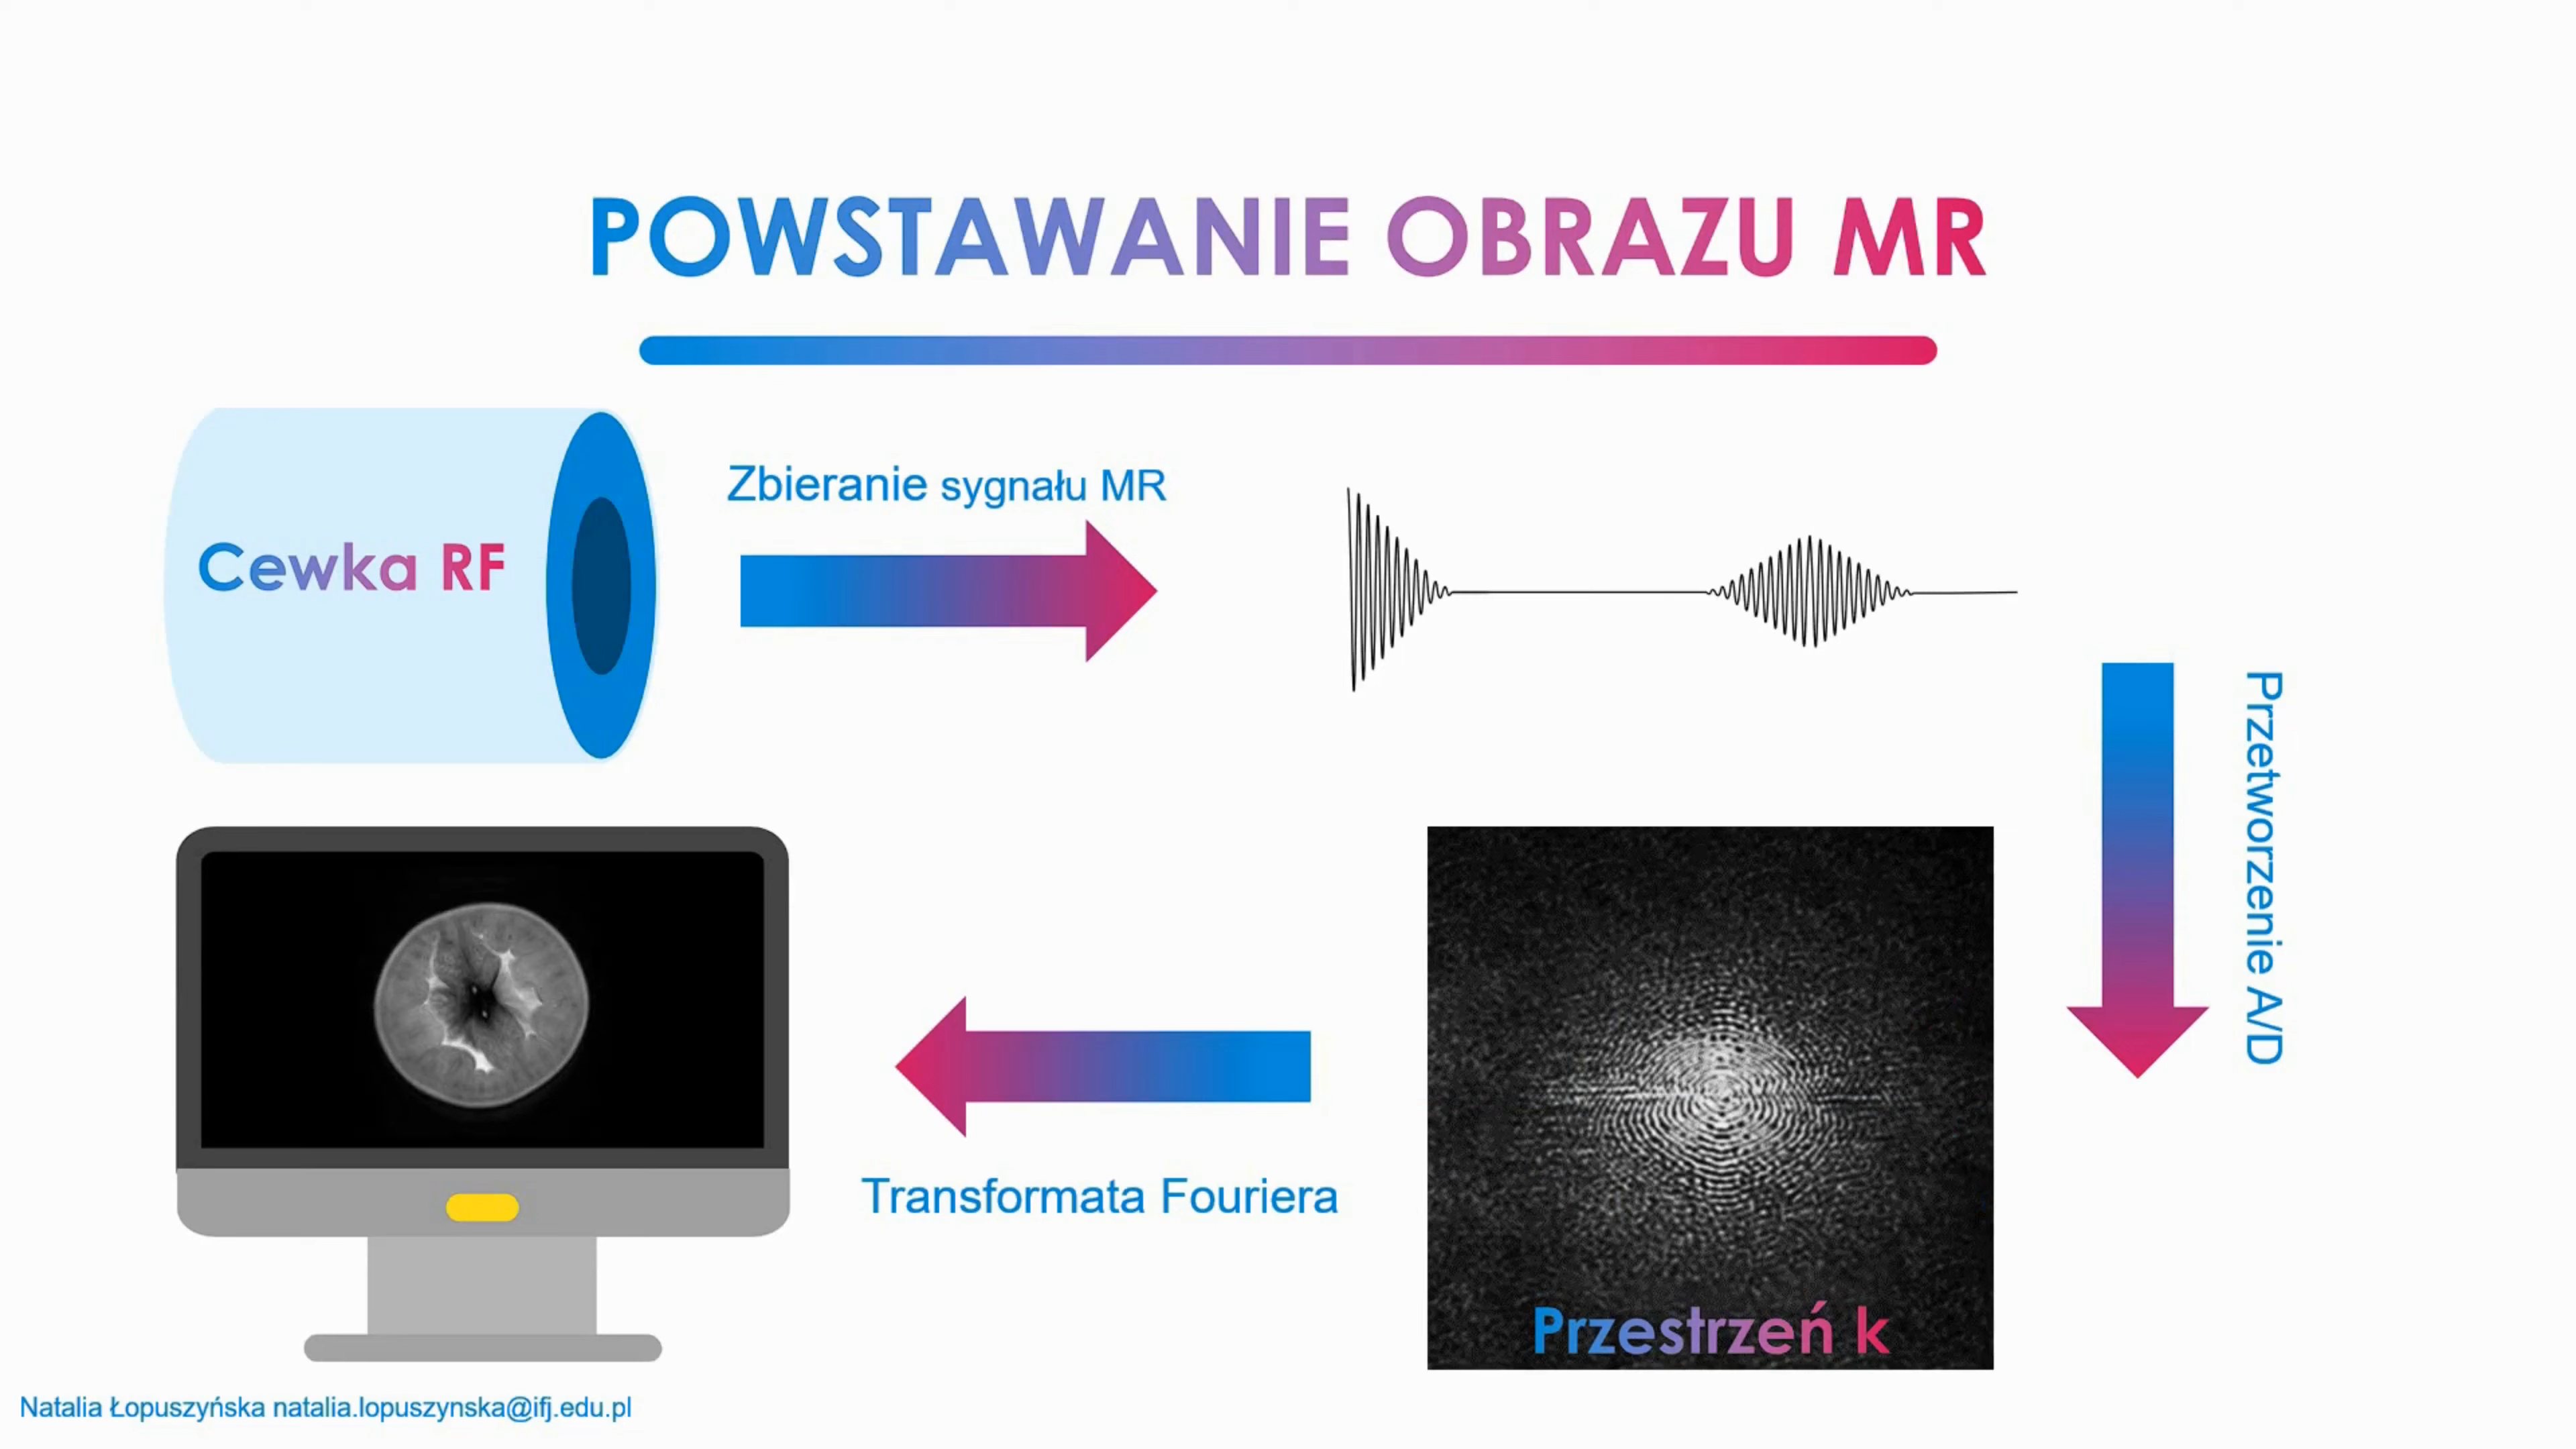 POWSTAWANIE OBRAZU MR
Cewka RF
Zbieranie sygnału MR
Przetworzenie A/D
Przestrzeń k
Transformata Fouriera
Natalia Łopuszyńska natalia.lopuszynska@ifj.edu.pl